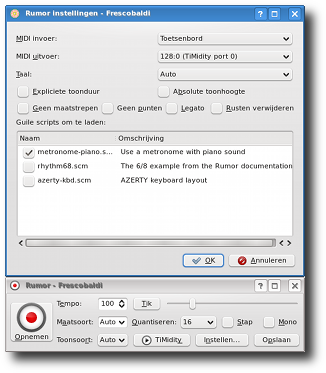 Rumor instellingen - Frescobaldi
MIDI invoer: Toetsenbord
MIDI uitvoer: 128:0 (TiMidity port 0)
Taal: Auto
Expliciete toonduur Absolute toonhoogte
Geen maatstrepen Geen punten Legato Rusten verwijderen
Guile scripts om te laden:
Naam Omschrijving
metronome-piano.s... Use a metronome with piano sound
rhythm68.scm The 6/8 example from the Rumor documentation
azerty-kbd.scm AZERTY keyboard layout
OK Annuleren
Rumor - Frescobaldi
Tempo: 100 Tik
Maatsoort: Auto Quantiseren: 16 Stap Mono
Opnemen
Toonsoort: Auto TiMidity Instellen... Opslaan